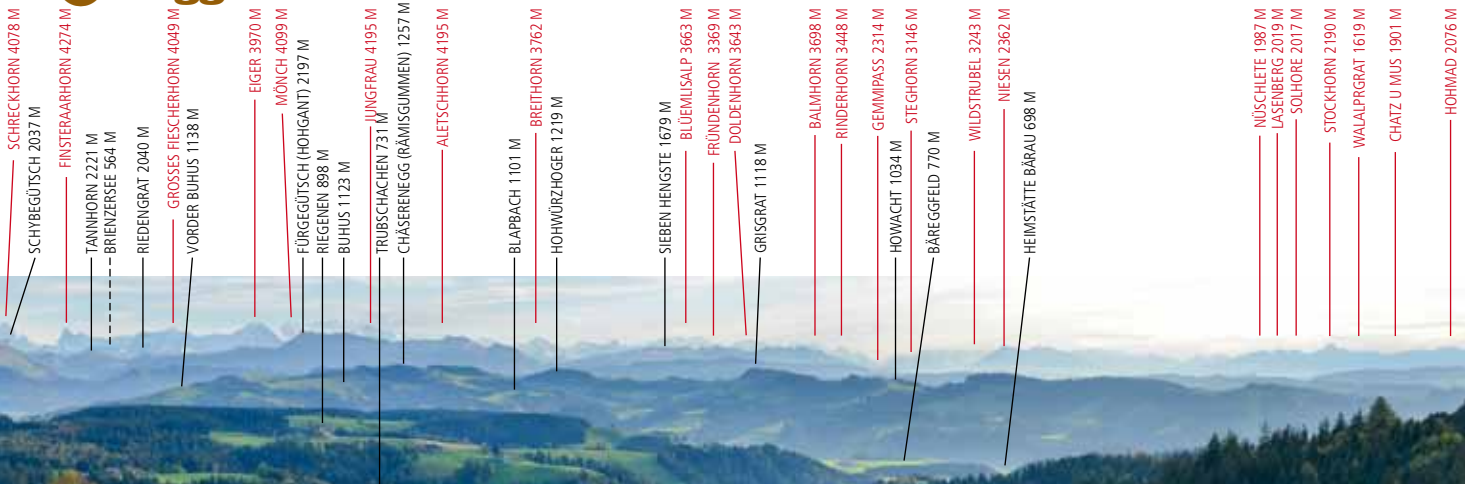 SCHRECKHORN 4078 M
SCHYBEGÜTSCH 2037 M
FINSTERAARHORN 4274 M
TANNHORN 2221 M
BRIENZERSEE 564 M
RIEDENGRAT 2040 M
GROSSES FIESCHERHORN 4049 M
VORDER BUHUS 1138 M
EIGER 3970 M
MÖNCH 4099 M
FÜRGEGÜTSCH (HOHGANT) 2197 M
RIEGENEN 898 M
BUHUS 1123 M
JUNGFRAU 4195 M
TRUBSCHACHEN 731 M
CHÄSERENEGG (RÄMISGUMMEN) 1257 M
ALETSCHHORN 4195 M
BLAPBACH 1101 M
BREITHORN 3762 M
HOHWÜRZHOGER 1219 M
SIEBEN HENGSTE 1679 M
BLÜEMLISALP 3663 M
FRÜNDENHORN 3369 M
DOLDENHORN 3643 M
GRISGRAT 1118 M
BALMHORN 3698 M
RINDERHORN 3448 M
GEMMIPASS 2314 M
HOWACHT 1034 M
STEGHORN 3146 M
BÄREGGFELD 770 M
WILDSTRUBEL 3243 M
NIESEN 2362 M
HEIMSTÄTTE BÄRAU 698 M
NÜSCHLETE 1987 M
LASENBERG 2019 M
SOLHORE 2017 M
STOCKHORN 2190 M
WALALPRGRAT 1619 M
CHATZ U MUS 1901 M
HOHMAD 2076 M